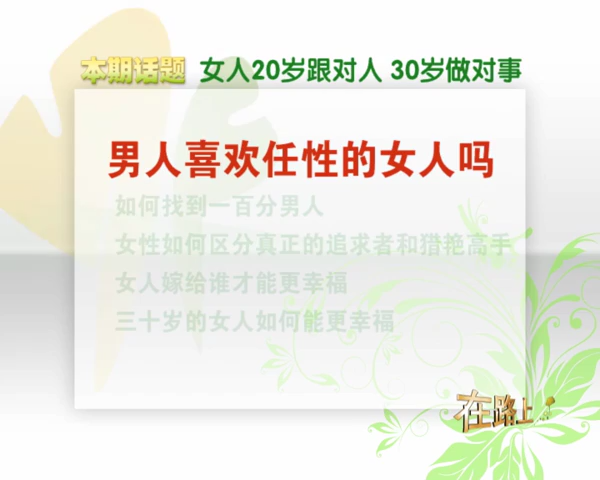 本期话题 女人20岁跟对人 30岁做对事
男人喜欢任性的女人吗
如何找到一百分男人
女性如何区分真正的追求者和猎艳高手
女人嫁给谁才能更幸福
三十岁的女人如何能更幸福
在路上